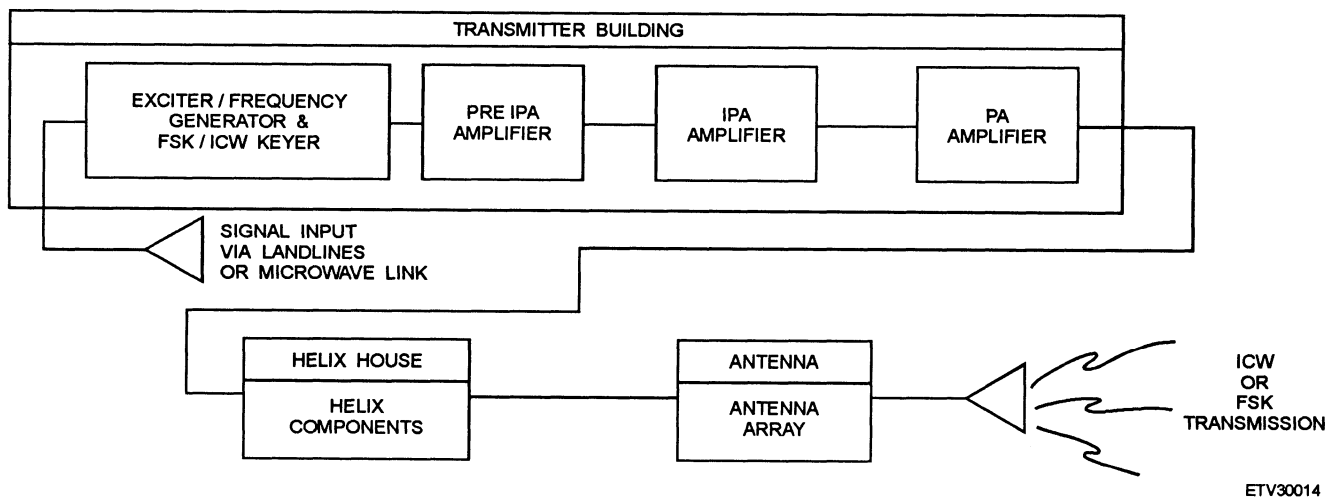 TRANSMITTER BUILDING
EXCITER / FREQUENCY
GENERATOR &
FSK / ICW KEYER
PRE IPA
AMPLIFIER
IPA
AMPLIFIER
PA
AMPLIFIER
SIGNAL INPUT
VIA LANDLINES
OR MICROWAVE LINK
HELIX HOUSE
HELIX
COMPONENTS
ANTENNA
ANTENNA
ARRAY
ICW
OR
FSK
TRANSMISSION
ETV30014